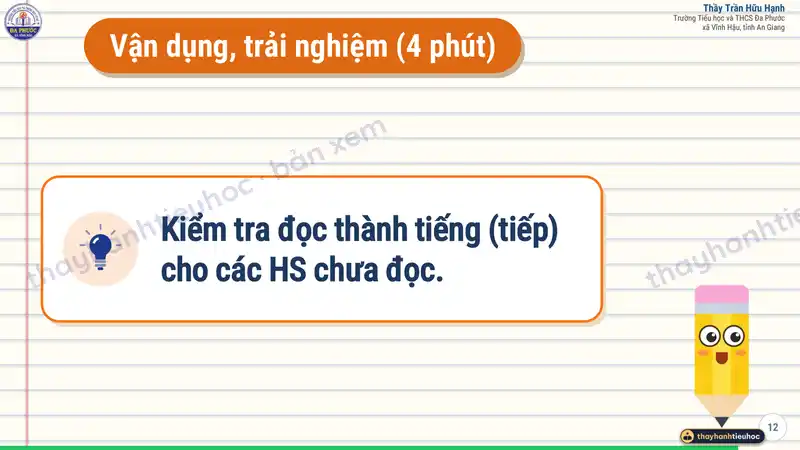 Thầy Trần Hữu Hạnh
Trường Tiểu học và THCS Đa Phước
xã Vĩnh Hậu, tỉnh An Giang
ĐA PHƯỚC
Vận dụng, trải nghiệm (4 phút)
thayhanhtieuhoc - bản xem
Kiểm tra đọc thành tiếng (tiếp)
cho các HS chưa đọc.
thayhanhtie
12
thayhanhtieuhoc